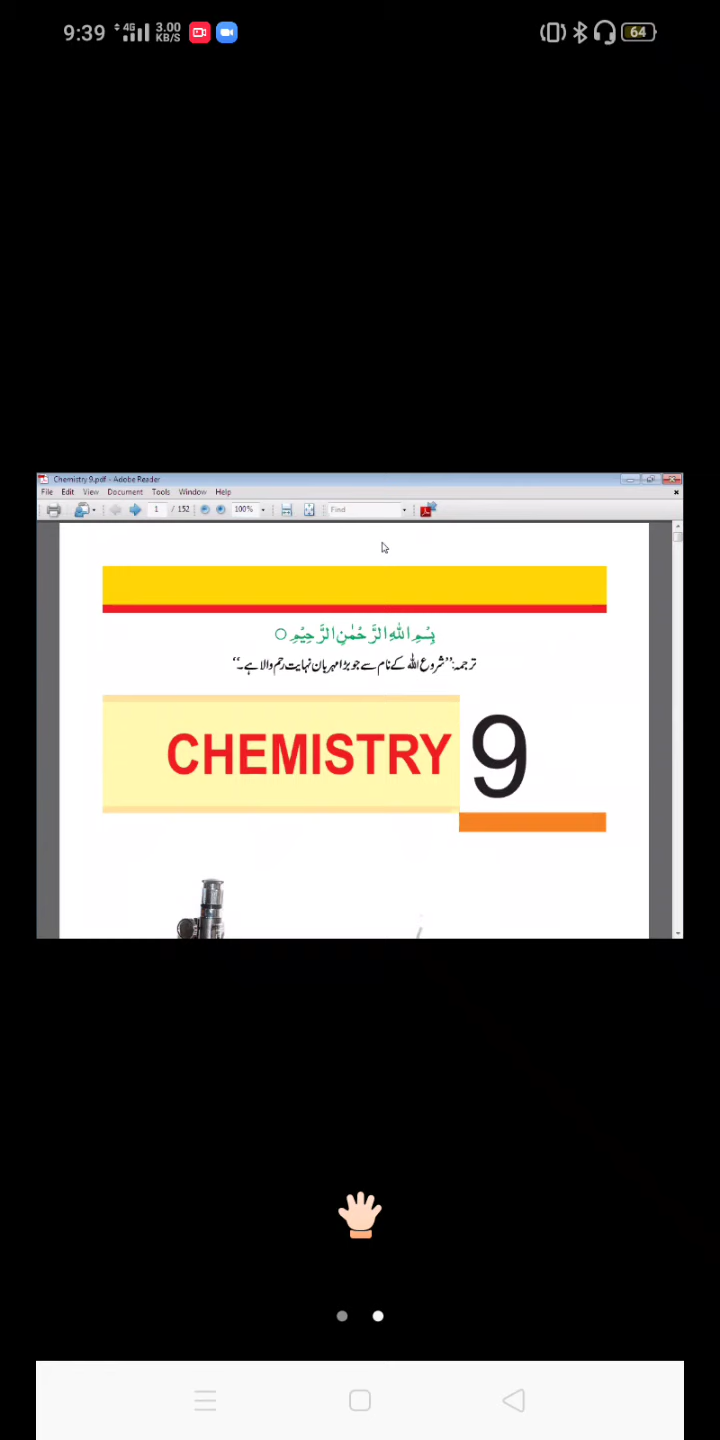 9:39 4G 3.00 KB/S 64
Chemistry 9.pdf - Adobe Reader
File Edit View Document Tools Window Help
1 / 152 100% Find
بِسْمِ اللّٰهِ الرَّحْمٰنِ الرَّحِيْمِ
ترجمہ: ’’شروع اللہ کے نام سے جو بڑا مہربان نہایت رحم والا ہے۔‘‘
CHEMISTRY 9